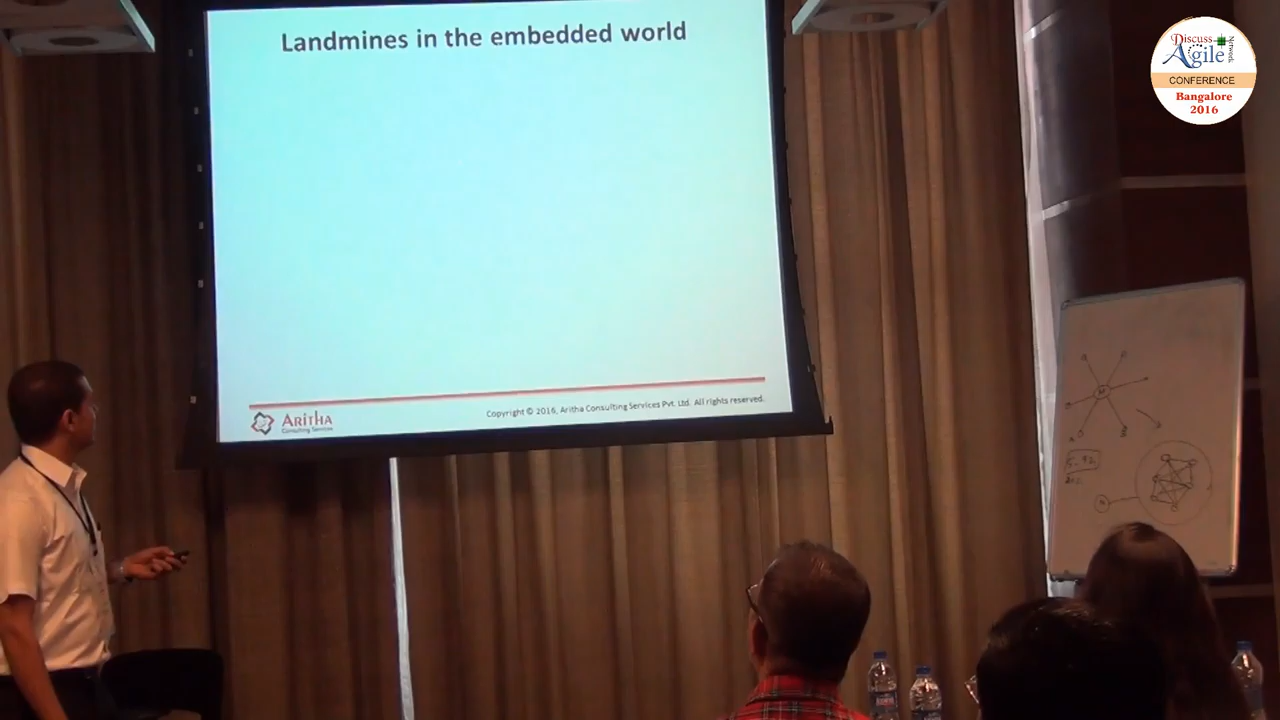 Landmines in the embedded world
ARITHA
Consulting Services
Copyright © 2016, Aritha Consulting Services Pvt. Ltd. All rights reserved.
Discuss
Agile
Network
CONFERENCE
Bangalore
2016